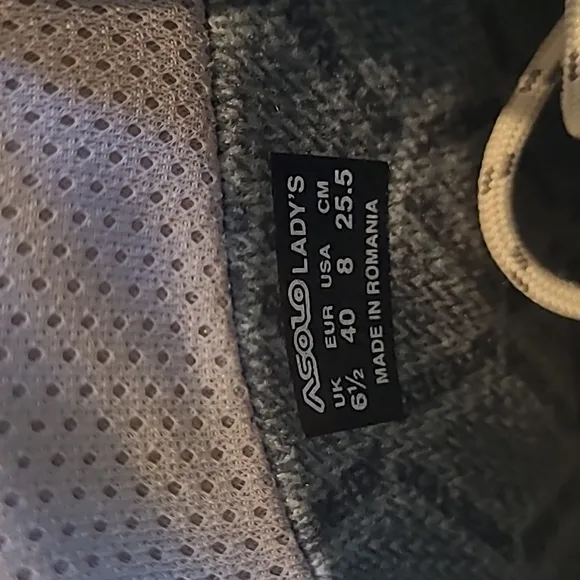 ASOLO LADY'S
UK EUR USA CM
6½ 40 8 25.5
MADE IN ROMANIA